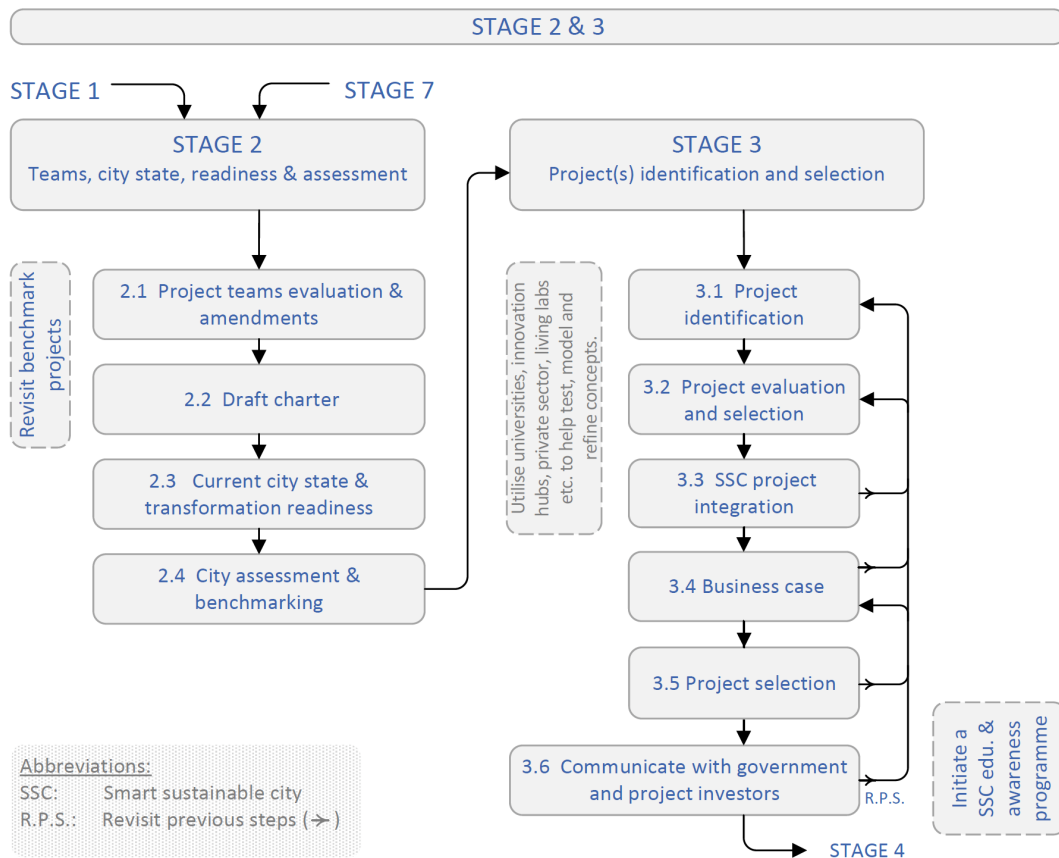 STAGE 2 & 3
STAGE 1
STAGE 7
STAGE 2
Teams, city state, readiness & assessment
Revisit benchmark
projects
2.1 Project teams evaluation &
amendments
2.2 Draft charter
2.3 Current city state &
transformation readiness
2.4 City assessment &
benchmarking
STAGE 3
Project(s) identification and selection
Utilise universities, innovation
hubs, private sector, living labs
etc. to help test, model and
refine concepts.
3.1 Project
identification
3.2 Project evaluation
and selection
3.3 SSC project
integration
3.4 Business case
3.5 Project selection
3.6 Communicate with government
and project investors
R.P.S.
Initiate a
SSC edu. &
awareness
programme
STAGE 4
Abbreviations:
SSC: Smart sustainable city
R.P.S.: Revisit previous steps (→)